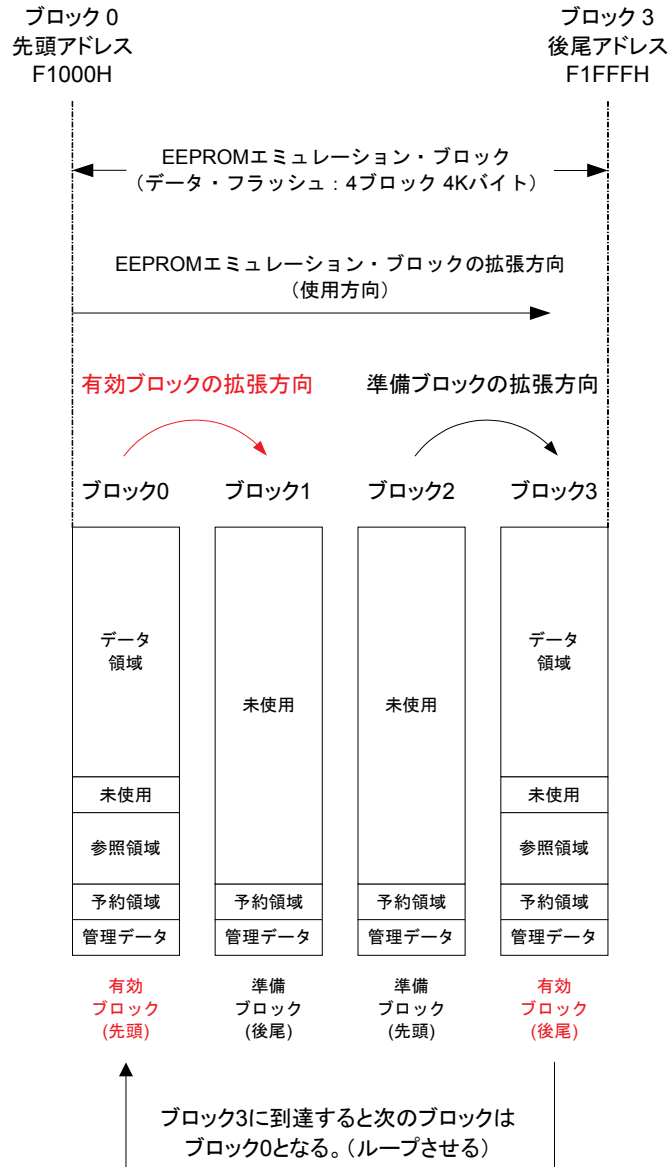 ブロック 0
先頭アドレス
F1000H
ブロック 3
後尾アドレス
F1FFFH
EEPROMエミュレーション・ブロック
(データ・フラッシュ：4ブロック 4Kバイト)
EEPROMエミュレーション・ブロックの拡張方向
(使用方向)
有効ブロックの拡張方向
準備ブロックの拡張方向
ブロック0
ブロック1
ブロック2
ブロック3
データ
領域
未使用
参照領域
予約領域
管理データ
未使用
予約領域
管理データ
未使用
予約領域
管理データ
データ
領域
未使用
参照領域
予約領域
管理データ
有効
ブロック
(先頭)
準備
ブロック
(後尾)
準備
ブロック
(先頭)
有効
ブロック
(後尾)
ブロック3に到達すると次のブロックは
ブロック0となる。(ループさせる)